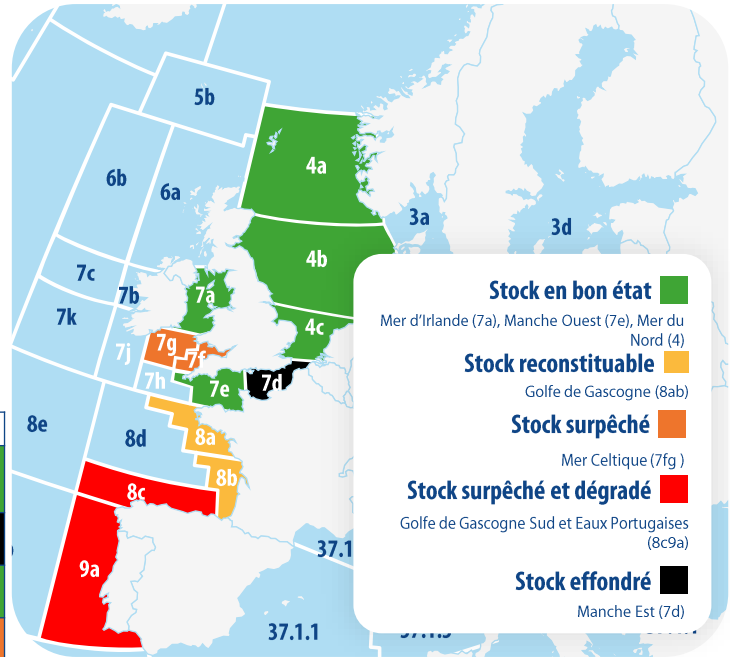 5b
4a
6b
6a
3a
3d
4b
7c
7b
7a
7k
4c
7j
7g
7f
7h
7e
7d
8e
8d
8a
8b
8c
9a
37.1
37.1.1
Stock en bon état
Mer d'Irlande (7a), Manche Ouest (7e), Mer du
Nord (4)
Stock reconstituable
Golfe de Gascogne (8ab)
Stock surpêché
Mer Celtique (7fg )
Stock surpêché et dégradé
Golfe de Gascogne Sud et Eaux Portugaises
(8c9a)
Stock effondré
Manche Est (7d)